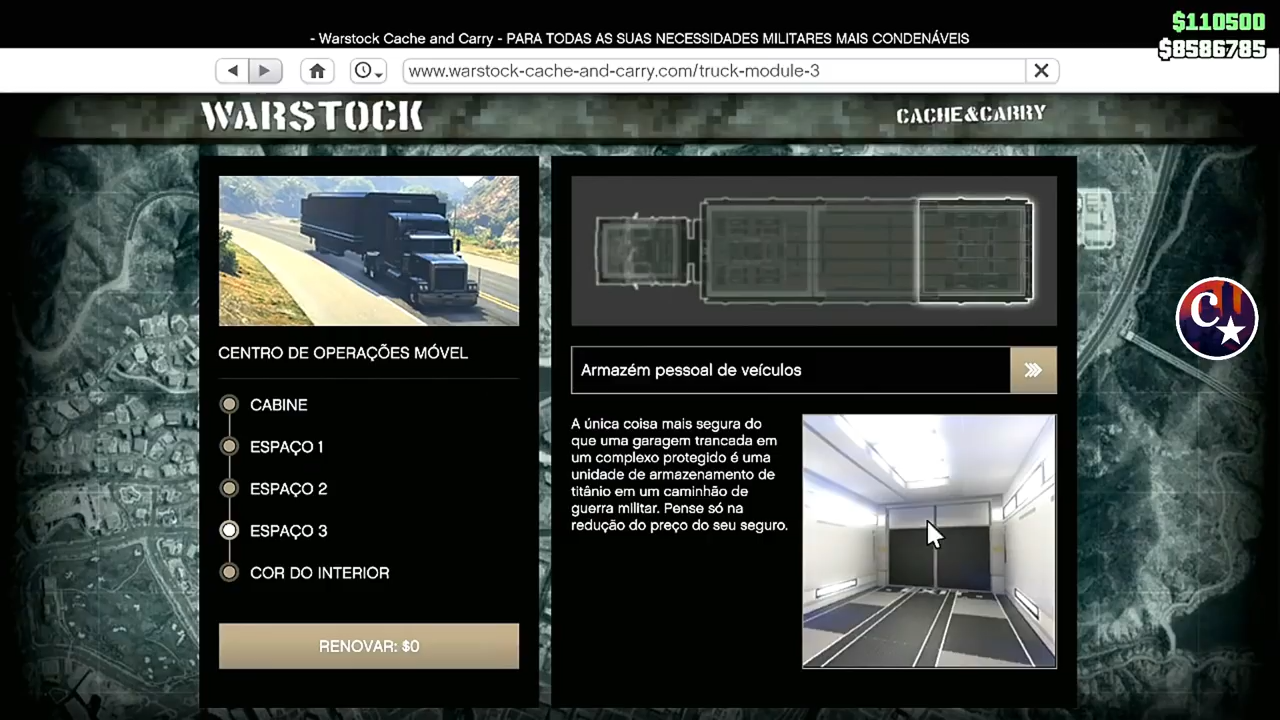 $110500
- Warstock Cache and Carry - PARA TODAS AS SUAS NECESSIDADES MILITARES MAIS CONDENÁVEIS
$8586785
www.warstock-cache-and-carry.com/truck-module-3
WARSTOCK
CACHE&CARRY
CENTRO DE OPERAÇÕES MÓVEL
CABINE
ESPAÇO 1
ESPAÇO 2
ESPAÇO 3
COR DO INTERIOR
RENOVAR: $0
Armazém pessoal de veículos
A única coisa mais segura do
que uma garagem trancada em
um complexo protegido é uma
unidade de armazenamento de
titânio em um caminhão de
guerra militar. Pense só na
redução do preço do seu seguro.
C